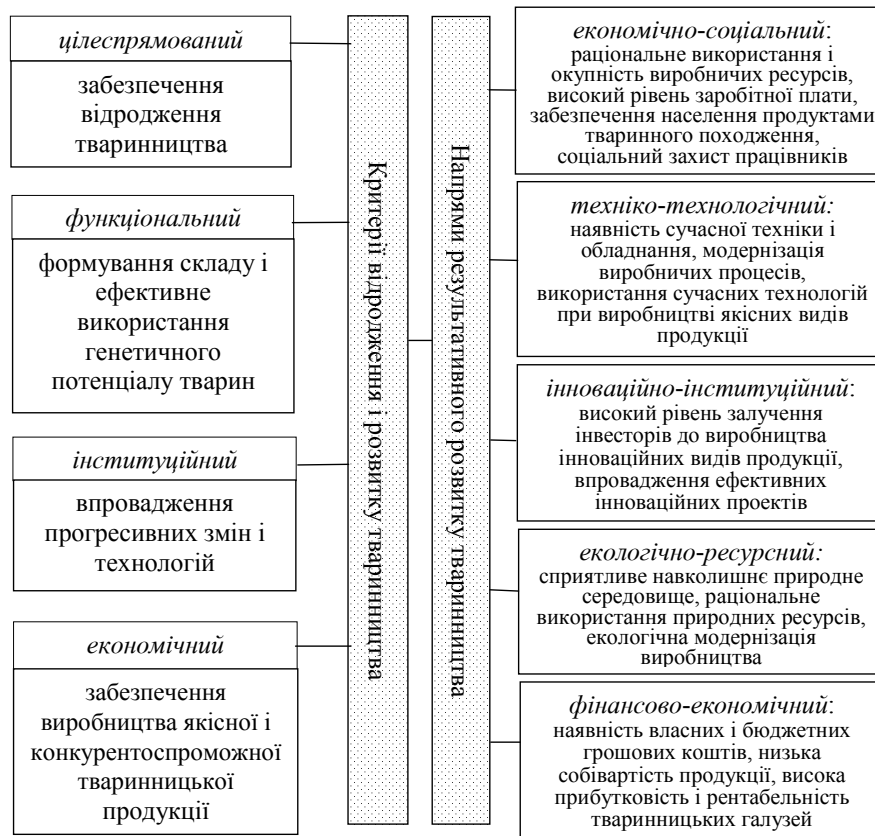 цілеспрямований
забезпечення
відродження
тваринництва
функціональний
формування складу і
ефективне
використання
генетичного
потенціалу тварин
інституційний
впровадження
прогресивних змін і
технологій
економічний
забезпечення
виробництва якісної і
конкурентоспроможної
тваринницької
продукції
Критерії відродження і розвитку тваринництва
Напрями результативного розвитку тваринництва
економічно-соціальний:
раціональне використання і
окупність виробничих ресурсів,
високий рівень заробітної плати,
забезпечення населення продуктами
тваринного походження,
соціальний захист працівників
техніко-технологічний:
наявність сучасної техніки і
обладнання, модернізація
виробничих процесів,
використання сучасних технологій
при виробництві якісних видів
продукції
інноваційно-інституційний:
високий рівень залучення
інвесторів до виробництва
інноваційних видів продукції,
впровадження ефективних
інноваційних проектів
екологічно-ресурсний:
сприятливе навколишнє природне
середовище, раціональне
використання природних ресурсів,
екологічна модернізація
виробництва
фінансово-економічний:
наявність власних і бюджетних
грошових коштів, низька
собівартість продукції, висока
прибутковість і рентабельність
тваринницьких галузей